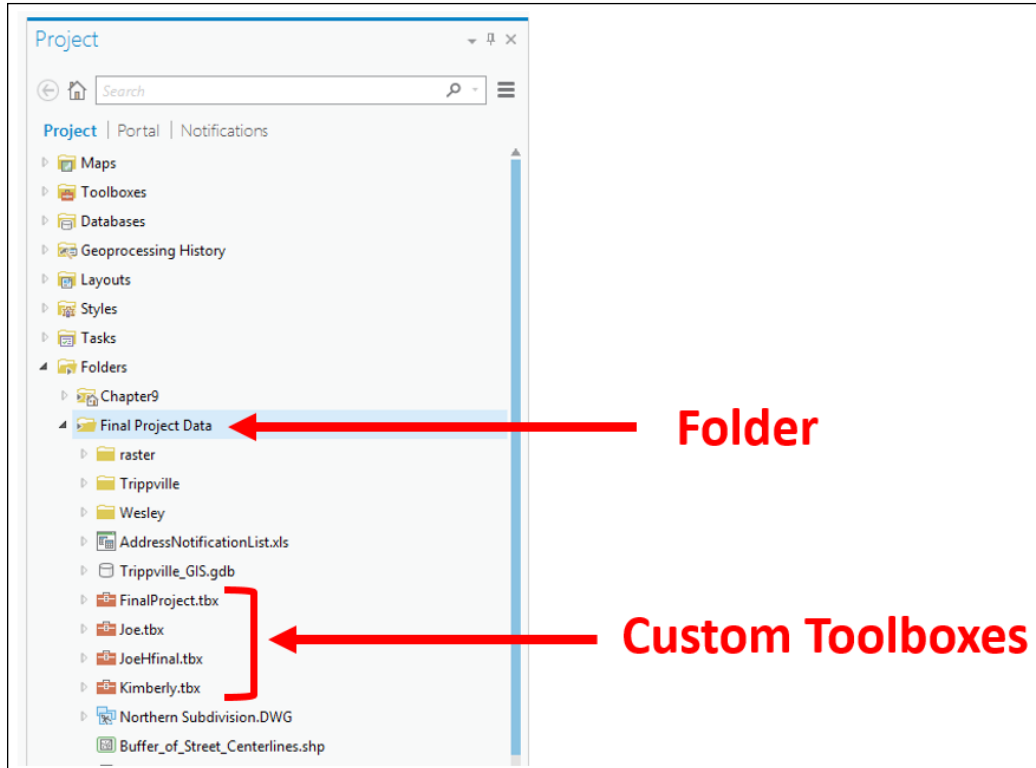 Project
Search
Project | Portal | Notifications
Maps
Toolboxes
Databases
Geoprocessing History
Layouts
Styles
Tasks
Folders
Chapter9
Final Project Data
Folder
raster
Trippville
Wesley
AddressNotificationList.xls
Trippville_GIS.gdb
FinalProject.tbx
Joe.tbx
Custom Toolboxes
JoeHfinal.tbx
Kimberly.tbx
Northern Subdivision.DWG
Buffer_of_Street_Centerlines.shp